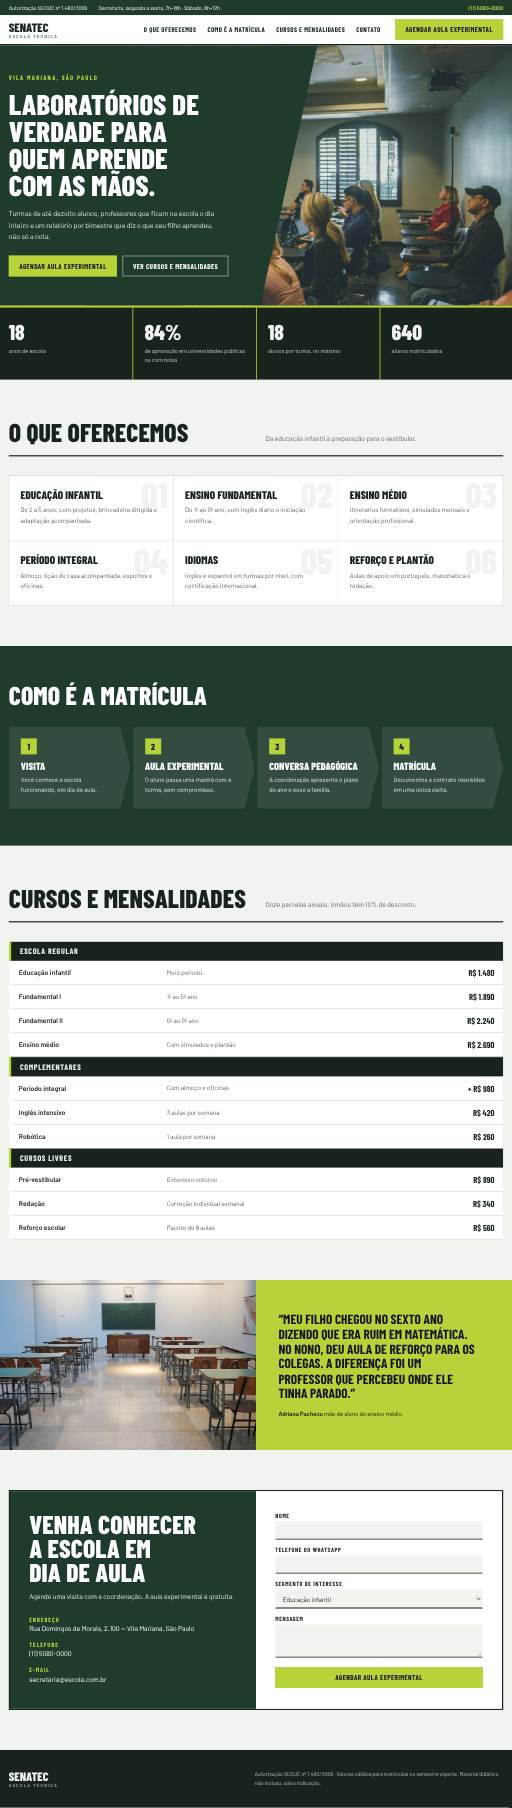 Autorização SEDUC nº 1.482/2006 Secretaria, segunda a sexta, 7h-19h · Sábado, 8h-12h (11) 5080-0000
SENATEC
ESCOLA TÉCNICA
O QUE OFERECEMOS COMO É A MATRÍCULA CURSOS E MENSALIDADES CONTATO AGENDAR AULA EXPERIMENTAL
VILA MARIANA, SÃO PAULO
LABORATÓRIOS DE
VERDADE PARA
QUEM APRENDE
COM AS MÃOS.
Turmas de até dezoito alunos, professores que ficam na escola o dia
inteiro e um relatório por bimestre que diz o que seu filho aprendeu,
não só a nota.
AGENDAR AULA EXPERIMENTAL VER CURSOS E MENSALIDADES
18
anos de escola
84%
de aprovação em universidades públicas
ou com bolsa
18
alunos por turma, no máximo
640
alunos matriculados
O QUE OFERECEMOS
Da educação infantil à preparação para o vestibular.
01
EDUCAÇÃO INFANTIL
De 2 a 5 anos, com projetos, brincadeira dirigida e
adaptação acompanhada.
02
ENSINO FUNDAMENTAL
Do 1º ao 9º ano, com inglês diário e iniciação
científica.
03
ENSINO MÉDIO
Itinerários formativos, simulados mensais e
orientação profissional.
04
PERÍODO INTEGRAL
Almoço, lição de casa acompanhada, esportes e
oficinas.
05
IDIOMAS
Inglês e espanhol em turmas por nível, com
certificação internacional.
06
REFORÇO E PLANTÃO
Aulas de apoio em português, matemática e
redação.
COMO É A MATRÍCULA
1
VISITA
Você conhece a escola
funcionando, em dia de aula.
2
AULA EXPERIMENTAL
O aluno passa uma manhã com a
turma, sem compromisso.
3
CONVERSA PEDAGÓGICA
A coordenação apresenta o plano
do ano e ouve a família.
4
MATRÍCULA
Documentos e contrato resolvidos
em uma única visita.
CURSOS E MENSALIDADES
Doze parcelas anuais. Irmãos têm 10% de desconto.
ESCOLA REGULAR
Educação infantil Meio período R$ 1.480
Fundamental I 1º ao 5º ano R$ 1.890
Fundamental II 6º ao 9º ano R$ 2.240
Ensino médio Com simulados e plantão R$ 2.690
COMPLEMENTARES
Período integral Com almoço e oficinas + R$ 980
Inglês intensivo 3 aulas por semana R$ 420
Robótica 1 aula por semana R$ 260
CURSOS LIVRES
Pré-vestibular Extensivo noturno R$ 890
Redação Correção individual semanal R$ 340
Reforço escolar Pacote de 8 aulas R$ 560
"MEU FILHO CHEGOU NO SEXTO ANO
DIZENDO QUE ERA RUIM EM MATEMÁTICA.
NO NONO, DEU AULA DE REFORÇO PARA OS
COLEGAS. A DIFERENÇA FOI UM
PROFESSOR QUE PERCEBEU ONDE ELE
TINHA PARADO."
Adriana Pacheco mãe de aluno do ensino médio
VENHA CONHECER
A ESCOLA EM
DIA DE AULA
Agende uma visita com a coordenação. A aula experimental é gratuita.
ENDEREÇO
Rua Domingos de Morais, 2.100 — Vila Mariana, São Paulo
TELEFONE
(11) 5080-0000
E-MAIL
secretaria@escola.com.br
NOME
TELEFONE OU WHATSAPP
SEGMENTO DE INTERESSE
Educação infantil
MENSAGEM
AGENDAR AULA EXPERIMENTAL
SENATEC
ESCOLA TÉCNICA
Autorização SEDUC nº 1.482/2006 · Valores válidos para matrículas no semestre vigente. Material didático
não incluso, salvo indicação.